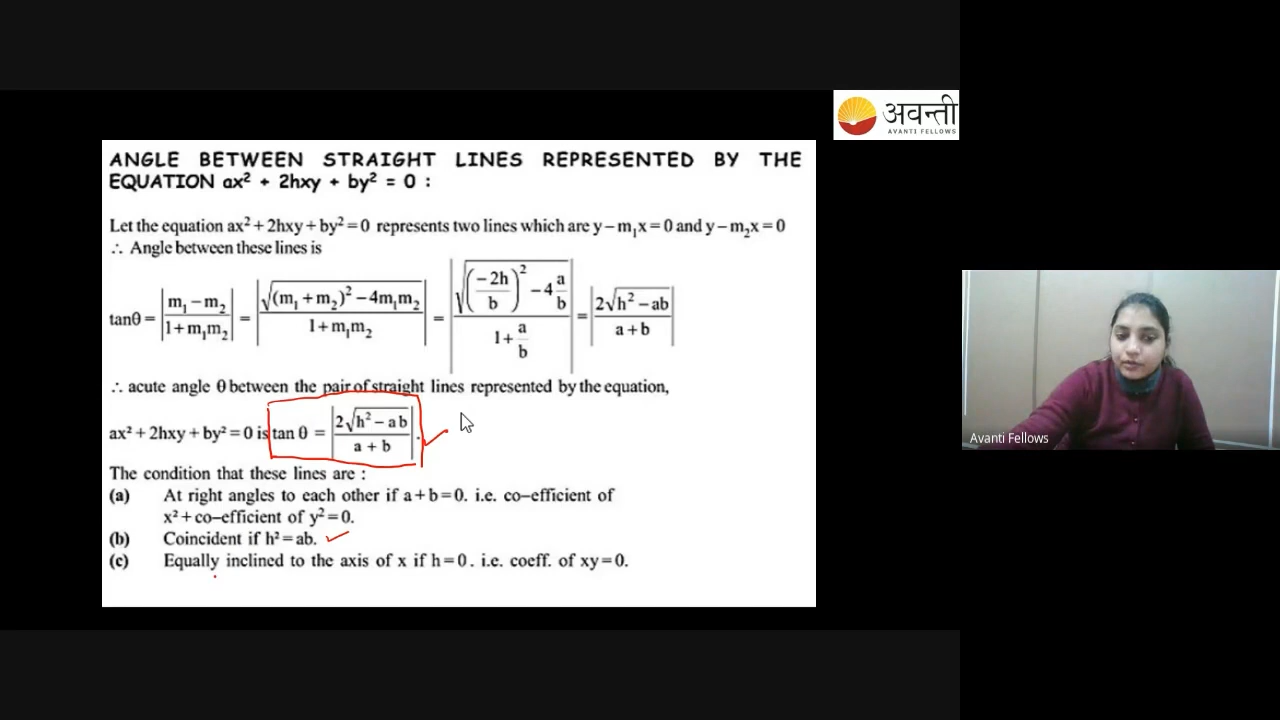 अवन्ती
AVANTI FELLOWS
ANGLE BETWEEN STRAIGHT LINES REPRESENTED BY THE
EQUATION ax² + 2hxy + by² = 0 :
Let the equation ax² + 2hxy + by² = 0 represents two lines which are y – m₁x = 0 and y – m₂x = 0
∴ Angle between these lines is
tanθ = |(m₁ – m₂)/(1 + m₁m₂)| = |√((m₁ + m₂)² – 4m₁m₂)/(1 + m₁m₂)| = |√((–2h/b)² – 4 a/b)/(1 + a/b)| = |2√(h² – ab)/(a + b)|
∴ acute angle θ between the pair of straight lines represented by the equation,
ax² + 2hxy + by² = 0 is tan θ = |2√(h² – ab)/(a + b)|.
The condition that these lines are :
(a) At right angles to each other if a + b = 0. i.e. co–efficient of
x² + co–efficient of y² = 0.
(b) Coincident if h² = ab.
(c) Equally inclined to the axis of x if h = 0. i.e. coeff. of xy = 0.
Avanti Fellows